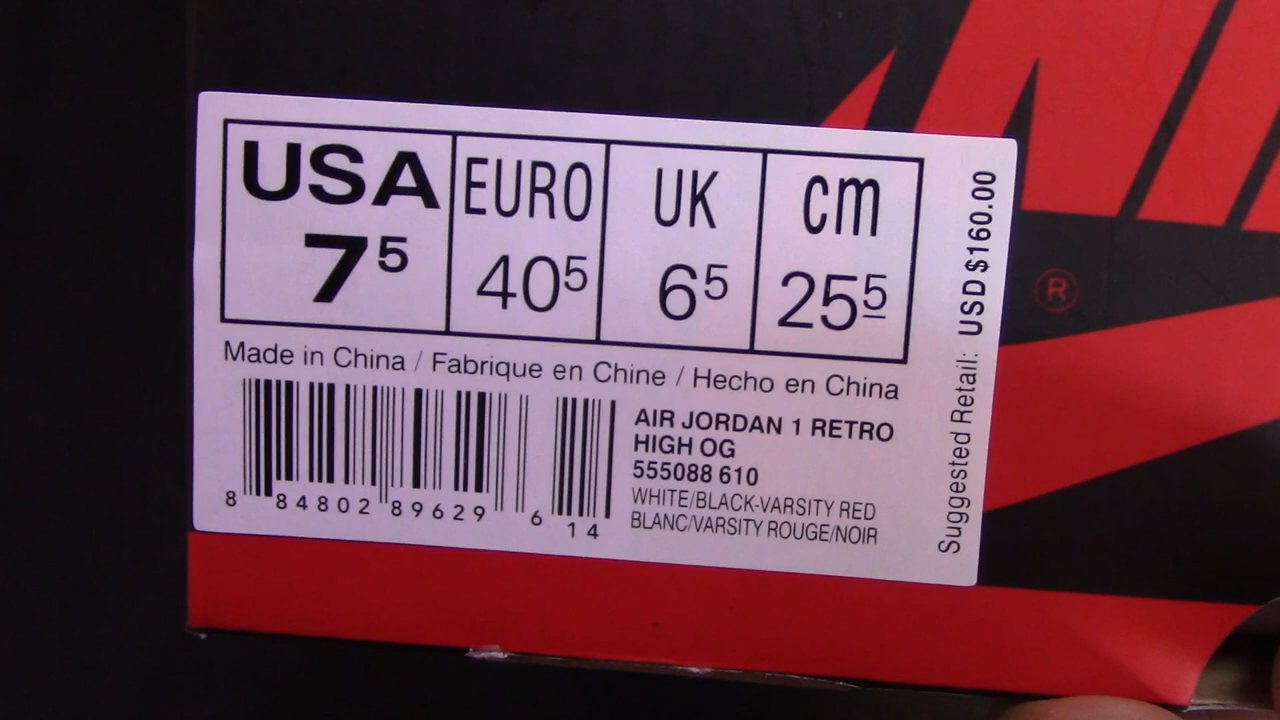 USA EURO UK cm
7⁵ 40⁵ 6⁵ 25⁵
Made in China / Fabrique en Chine / Hecho en China
AIR JORDAN 1 RETRO
HIGH OG
555088 610
WHITE/BLACK-VARSITY RED
BLANC/VARSITY ROUGE/NOIR
8 84802 89629 6 14
Suggested Retail: USD $160.00
®